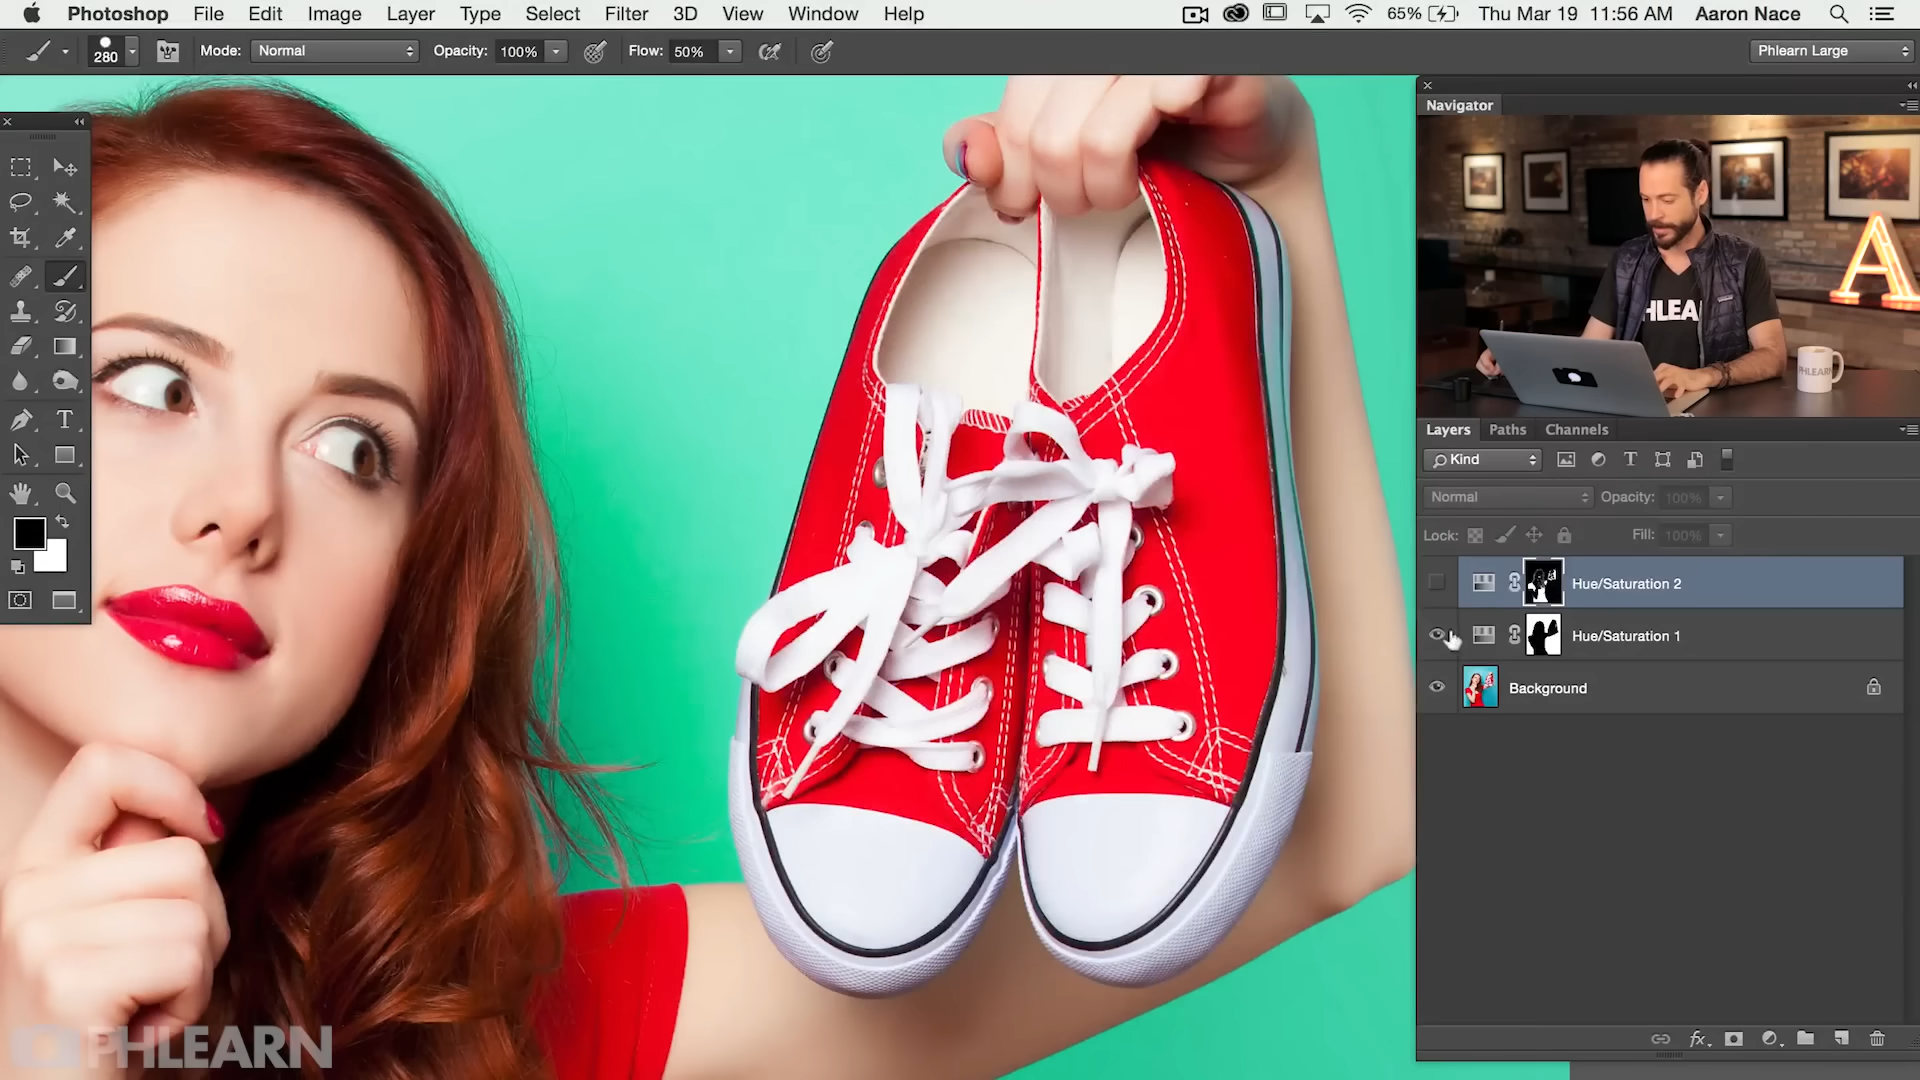 Photoshop File Edit Image Layer Type Select Filter 3D View Window Help 65% Thu Mar 19 11:56 AM Aaron Nace
280 Mode: Normal Opacity: 100% Flow: 50% Phlearn Large
Navigator
HLEA
PHLEARN
A
Layers Paths Channels
Kind
Normal Opacity: 100%
Lock: Fill: 100%
Hue/Saturation 2
Hue/Saturation 1
Background
fx
T
PHLEARN